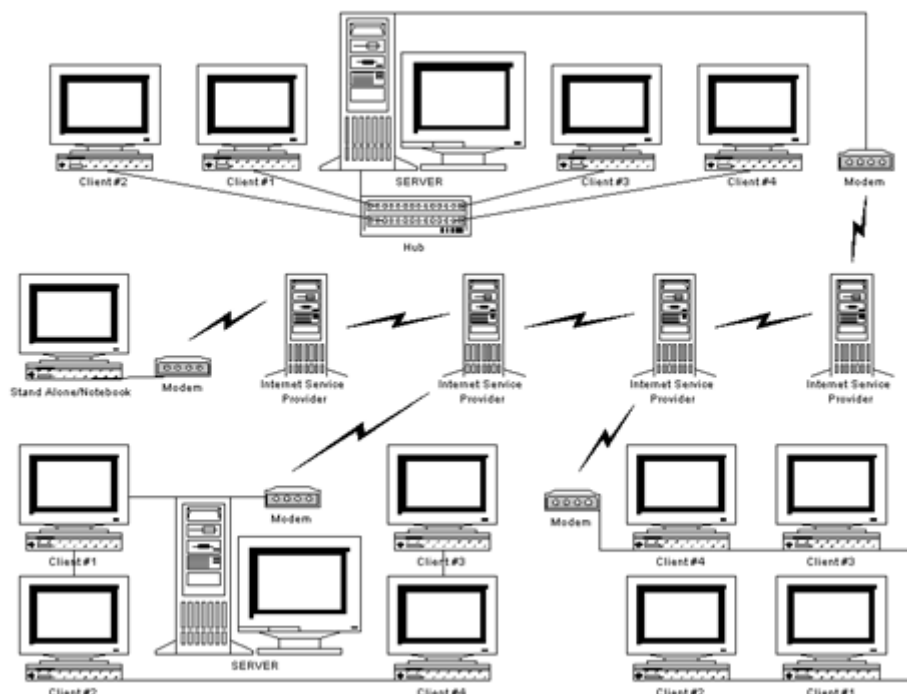 Client #2
Client #1
SERVER
Client #3
Client #4
Modem
Hub
Stand Alone/Notebook
Modem
Internet Service
Provider
Internet Service
Provider
Internet Service
Provider
Internet Service
Provider
Client #1
Modem
Client #3
Modem
Client #4
Client #3
Client #2
SERVER
Client #4
Client #2
Client #1